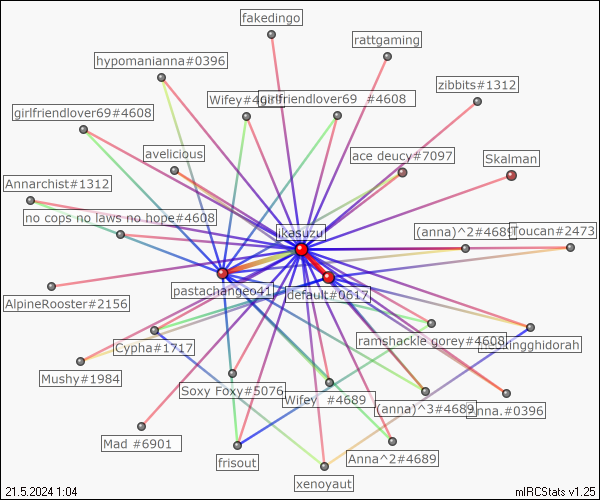 fakedingo
rattgaming
hypomanianna#0396
zibbits#1312
Wifey#4
girlfriendlover69 #4608
girlfriendlover69#4608
avelicious
ace deucy#7097
Skalman
Annarchist#1312
no cops no laws no hope#4608
ikasuzu
(anna)^2#4689
Toucan#2473
pastachangeo41
default#0617
AlpineRooster#2156
ramshackle gorey#4608
Cypha#1717
Mushy#1984
Soxy Foxy#5076
Wifey #4689
(anna)^3#4689
#0396
Mad #6901
frisout
Anna^2#4689
xenoyaut
21.5.2024 1:04
mIRCStats v1.25